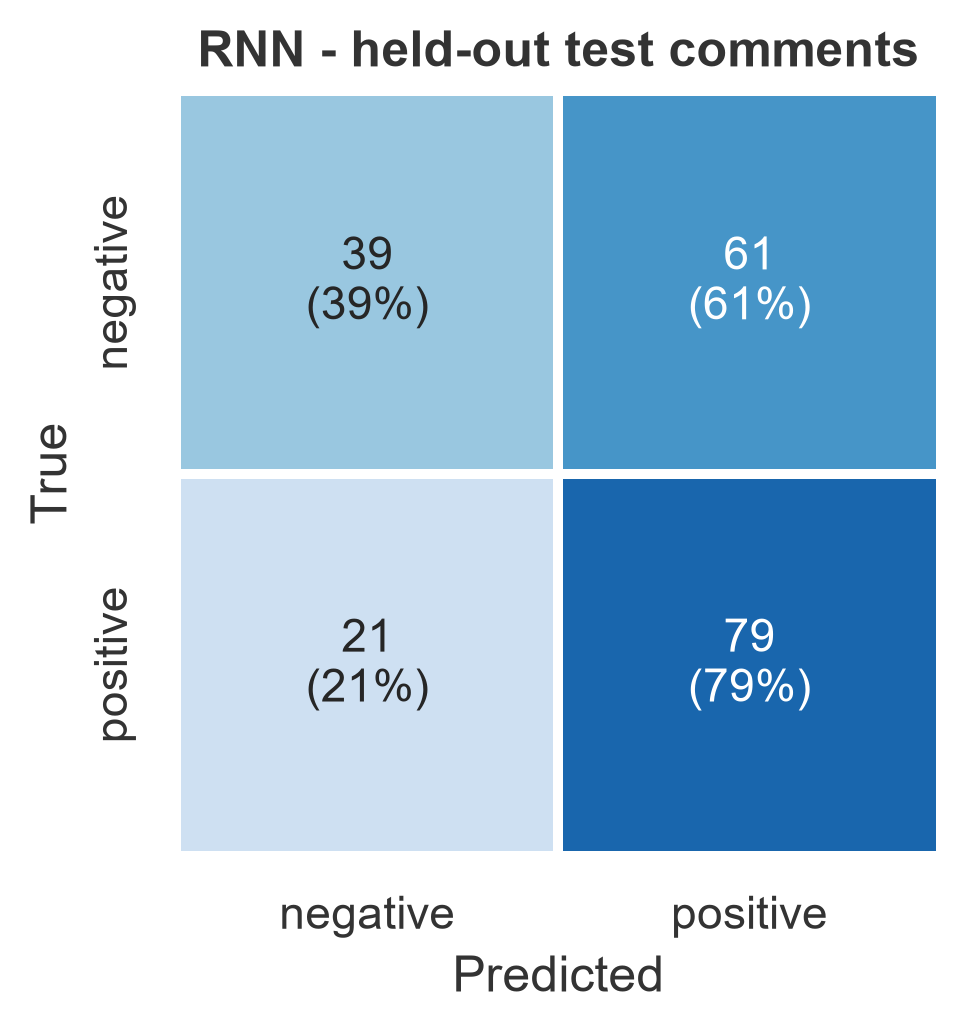 RNN - held-out test comments
True
negative
39
(39%)
61
(61%)
positive
21
(21%)
79
(79%)
negative
positive
Predicted